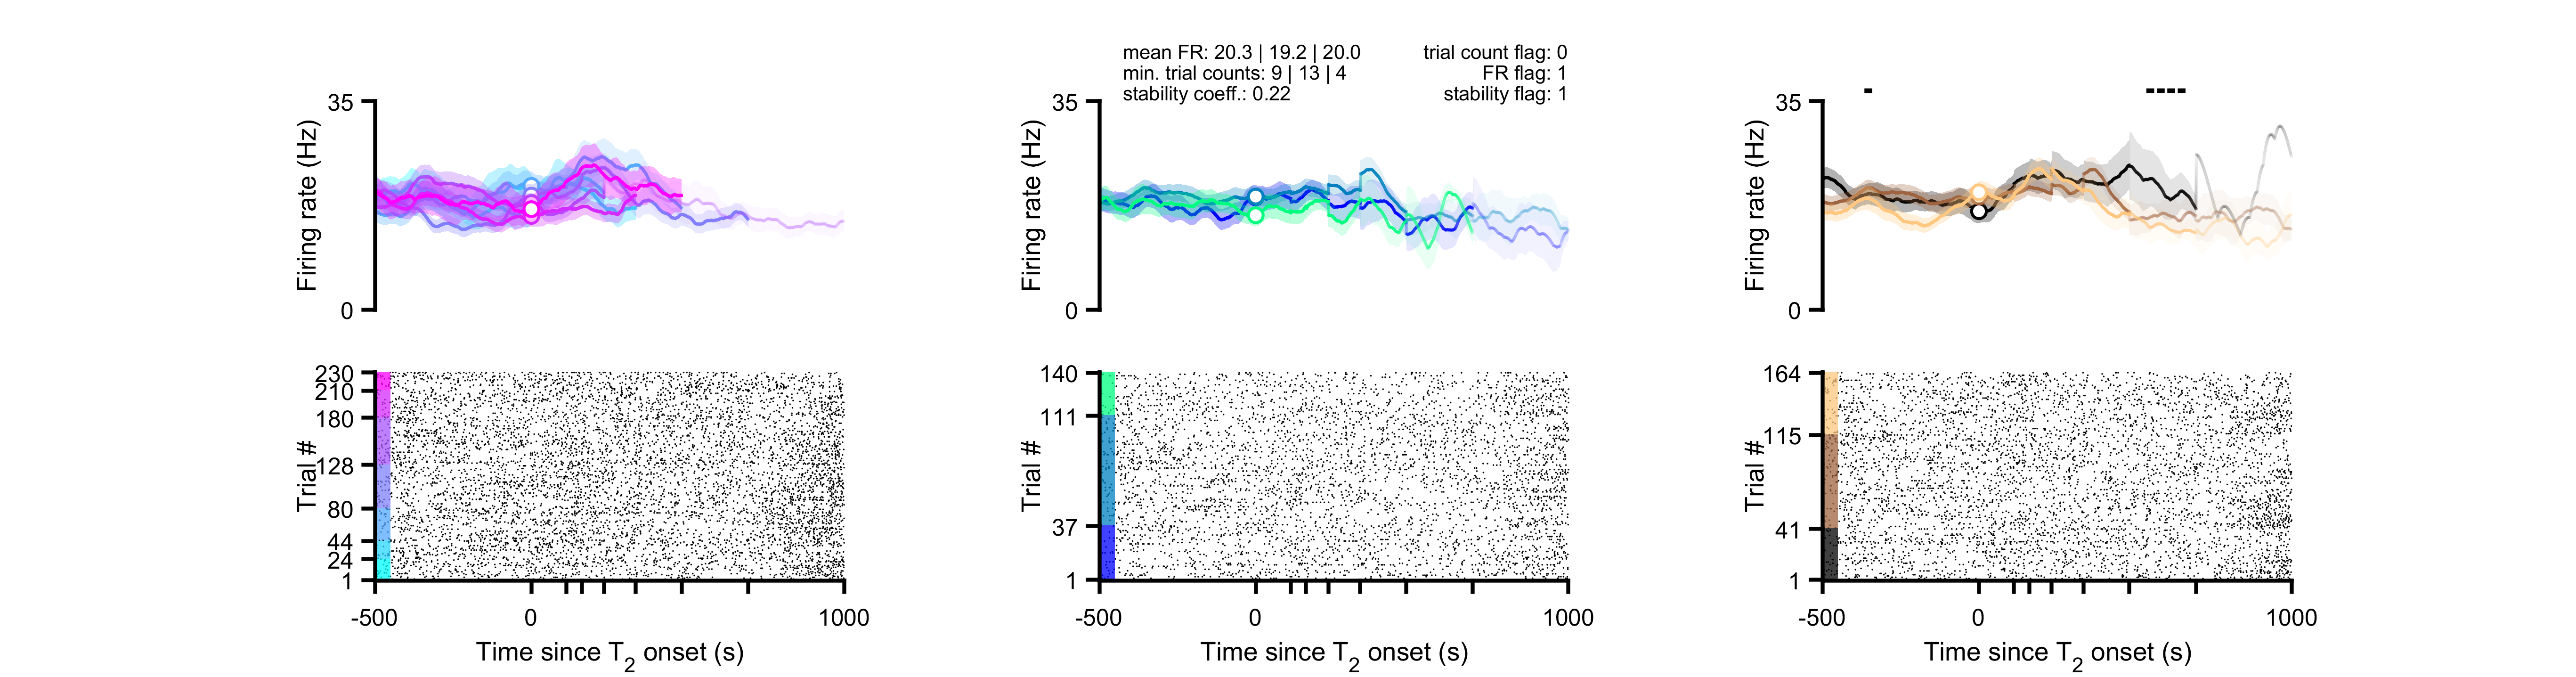 mean FR: 20.3 | 19.2 | 20.0
min. trial counts: 9 | 13 | 4
stability coeff.: 0.22
trial count flag: 0
FR flag: 1
stability flag: 1
35
Firing rate (Hz)
0
35
Firing rate (Hz)
0
35
Firing rate (Hz)
0
230
210
180
128
80
44
24
1
Trial #
-500
0
1000
Time since T2 onset (s)
140
111
37
1
Trial #
-500
0
1000
Time since T2 onset (s)
164
115
41
1
Trial #
-500
0
1000
Time since T2 onset (s)